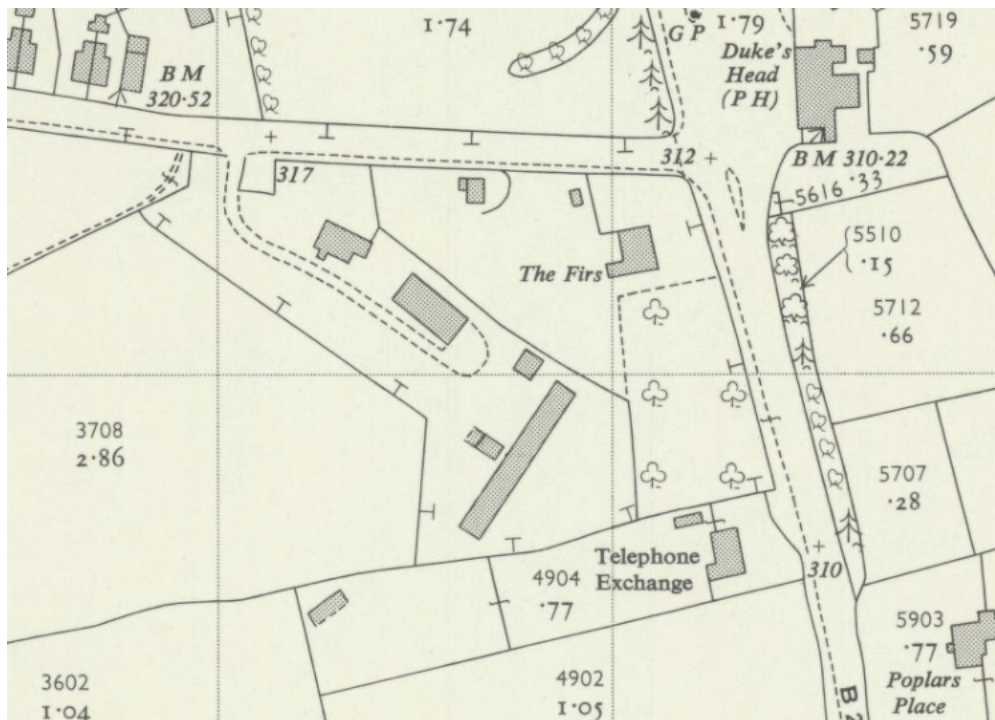 1·74
G P
1·79
5719
·59
Duke's
Head
(P H)
B M
320·52
312
B M 310·22
317
5616 ·33
5510
·15
The Firs
5712
·66
3708
2·86
5707
·28
Telephone
Exchange
4904
·77
310
5903
·77
Poplars
Place
3602
1·04
4902
1·05
B 2